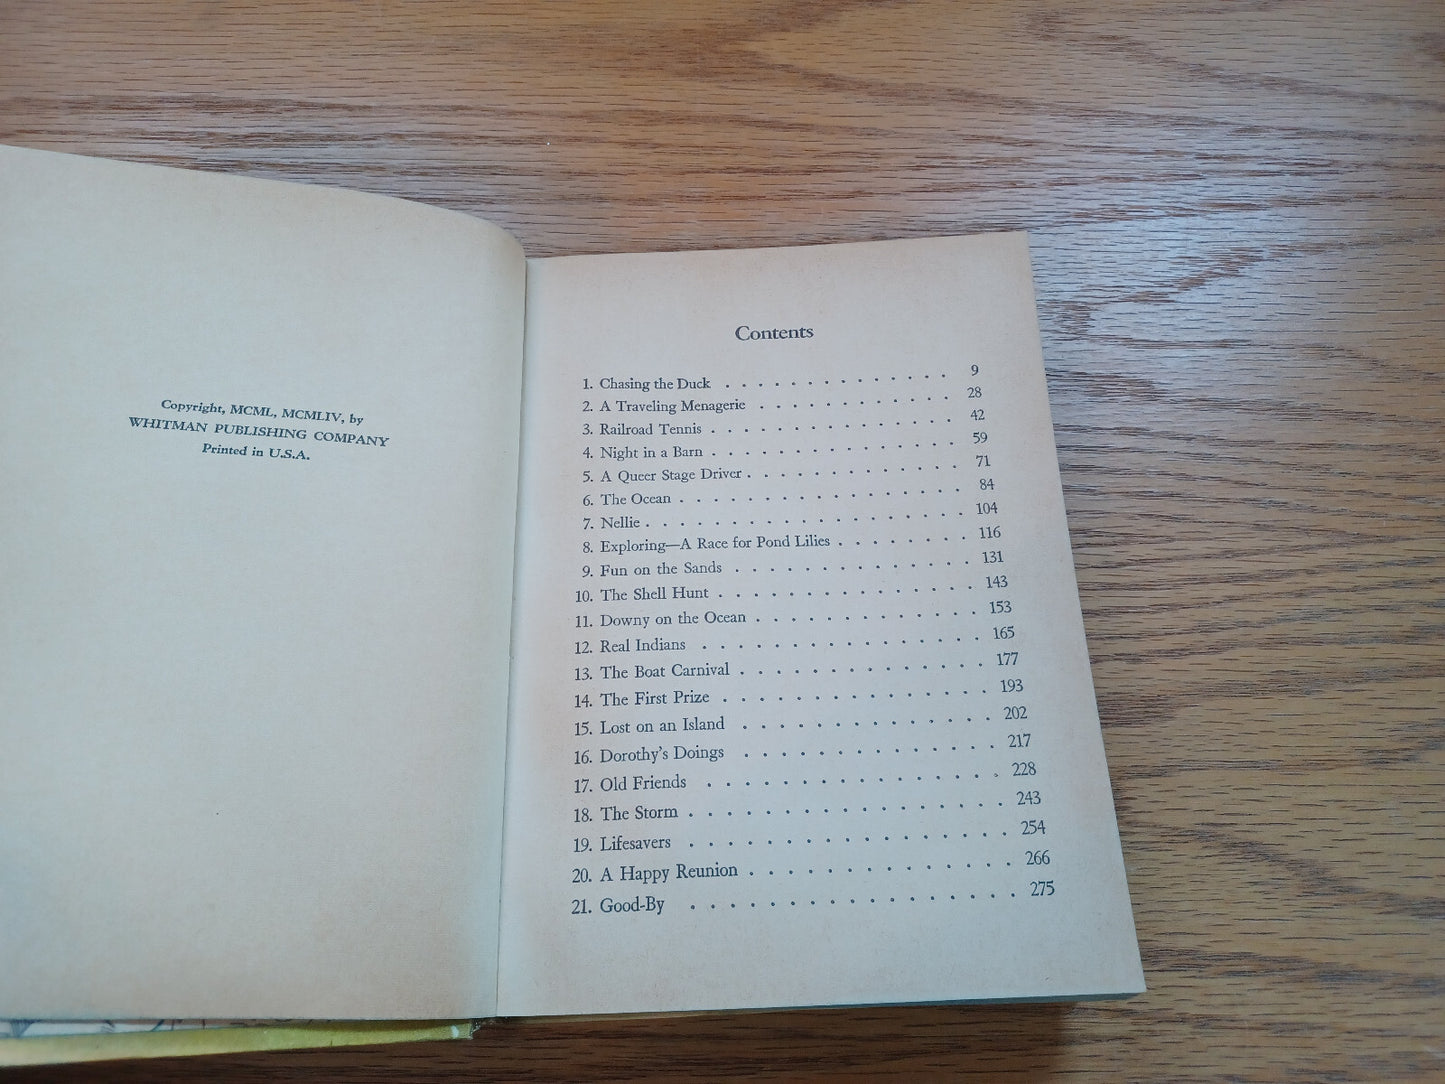 Copyright, MCML, MCMLIV, by
WHITMAN PUBLISHING COMPANY
Printed in U.S.A.
Contents
1. Chasing the Duck . . . . . . . . . . . . . . 9
2. A Traveling Menagerie . . . . . . . . . . . . 28
3. Railroad Tennis . . . . . . . . . . . . . . . 42
4. Night in a Barn . . . . . . . . . . . . . . . 59
5. A Queer Stage Driver . . . . . . . . . . . . . 71
6. The Ocean . . . . . . . . . . . . . . . . . 84
7. Nellie . . . . . . . . . . . . . . . . . . . 104
8. Exploring—A Race for Pond Lilies . . . . . . . . 116
9. Fun on the Sands . . . . . . . . . . . . . . 131
10. The Shell Hunt . . . . . . . . . . . . . . . 143
11. Downy on the Ocean . . . . . . . . . . . . . 153
12. Real Indians . . . . . . . . . . . . . . . . 165
13. The Boat Carnival . . . . . . . . . . . . . . 177
14. The First Prize . . . . . . . . . . . . . . . 193
15. Lost on an Island . . . . . . . . . . . . . . 202
16. Dorothy's Doings . . . . . . . . . . . . . . 217
17. Old Friends . . . . . . . . . . . . . . . . 228
18. The Storm . . . . . . . . . . . . . . . . . 243
19. Lifesavers . . . . . . . . . . . . . . . . . 254
20. A Happy Reunion . . . . . . . . . . . . . . 266
21. Good-By . . . . . . . . . . . . . . . . . . 275